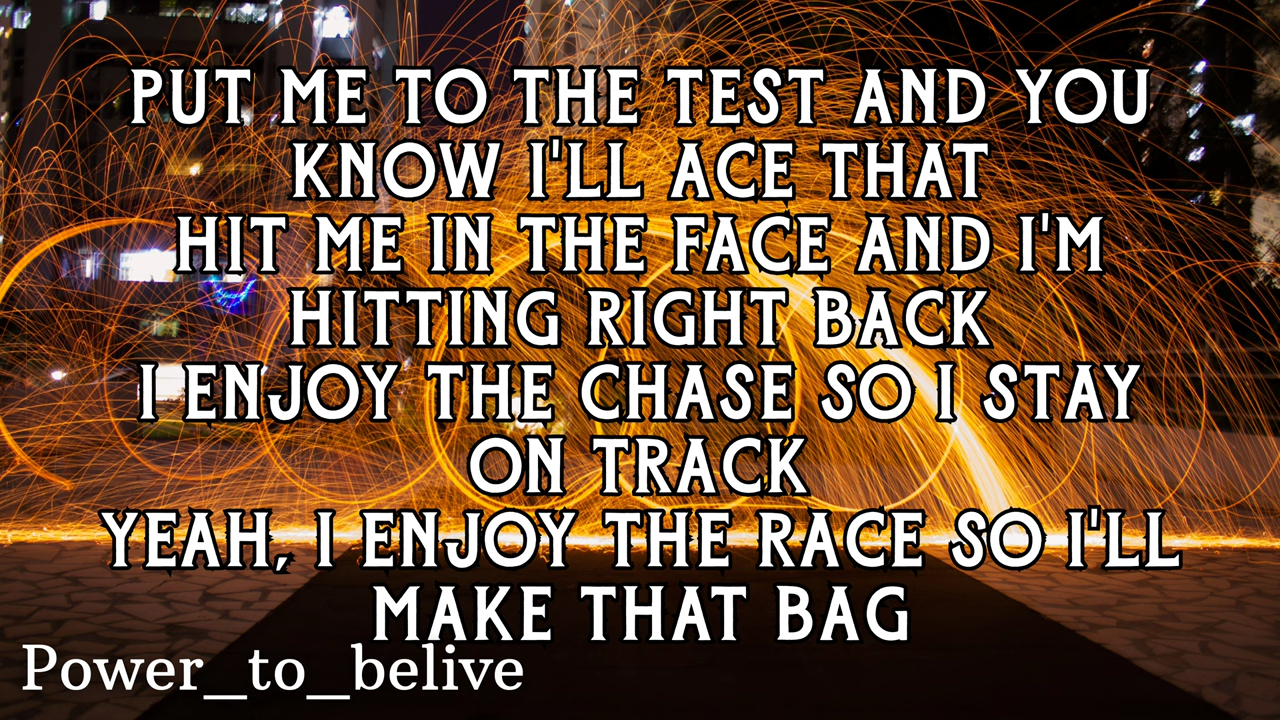 PUT ME TO THE TEST AND YOU
KNOW I'LL ACE THAT
HIT ME IN THE FACE AND I'M
HITTING RIGHT BACK
I ENJOY THE CHASE SO I STAY
ON TRACK
YEAH, I ENJOY THE RACE SO I'LL
MAKE THAT BAG
Power_to_belive